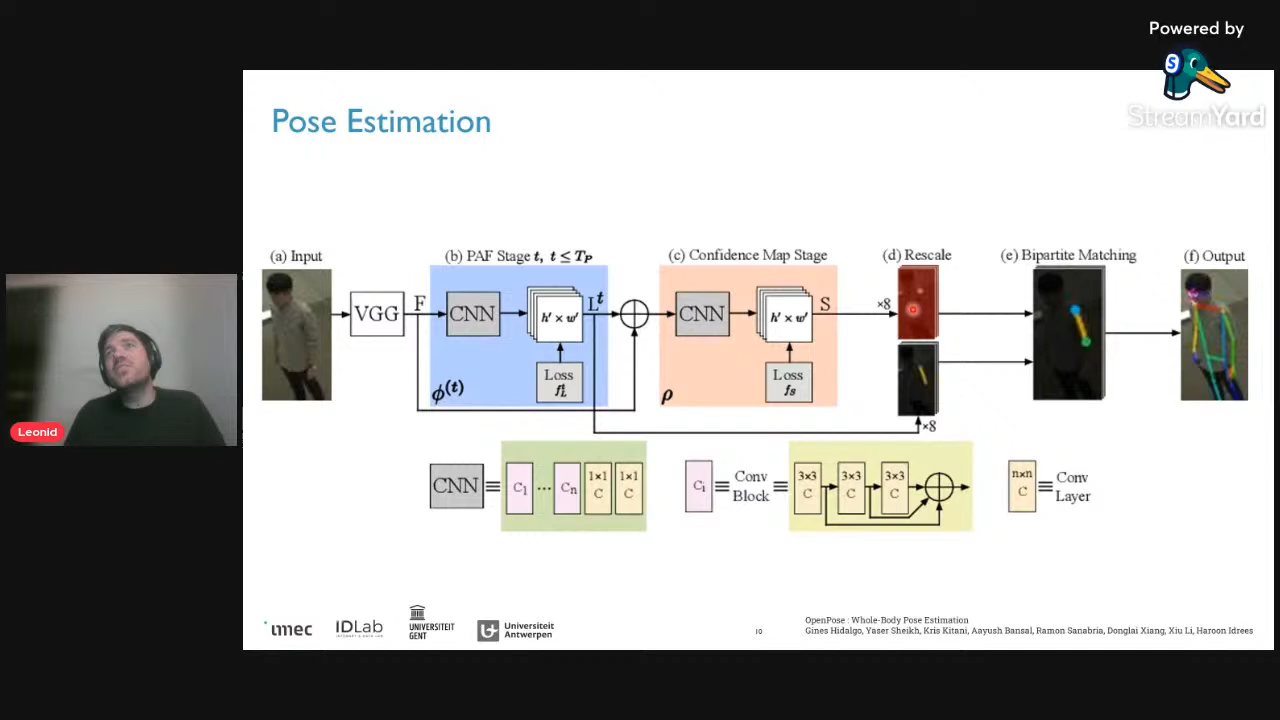 Powered by
S
StreamYard
Pose Estimation
(a) Input
(b) PAF Stage t, t ≤ T_P
(c) Confidence Map Stage
(d) Rescale
(e) Bipartite Matching
(f) Output
VGG
F
CNN
h' × w'
L^t
CNN
h' × w'
S
×8
Loss
f_L^t
Loss
f_S
ϕ^(t)
ρ
×8
Leonid
CNN
C₁
...
Cₙ
1×1
C
1×1
C
Cᵢ
Conv
Block
3×3
C
3×3
C
3×3
C
n×n
C
Conv
Layer
imec
IDLab
UNIVERSITEIT
GENT
Universiteit
Antwerpen
10
OpenPose : Whole-Body Pose Estimation
Gines Hidalgo, Yaser Sheikh, Kris Kitani, Aayush Bansal, Ramon Sanabria, Donglai Xiang, Xiu Li, Haroon Idrees